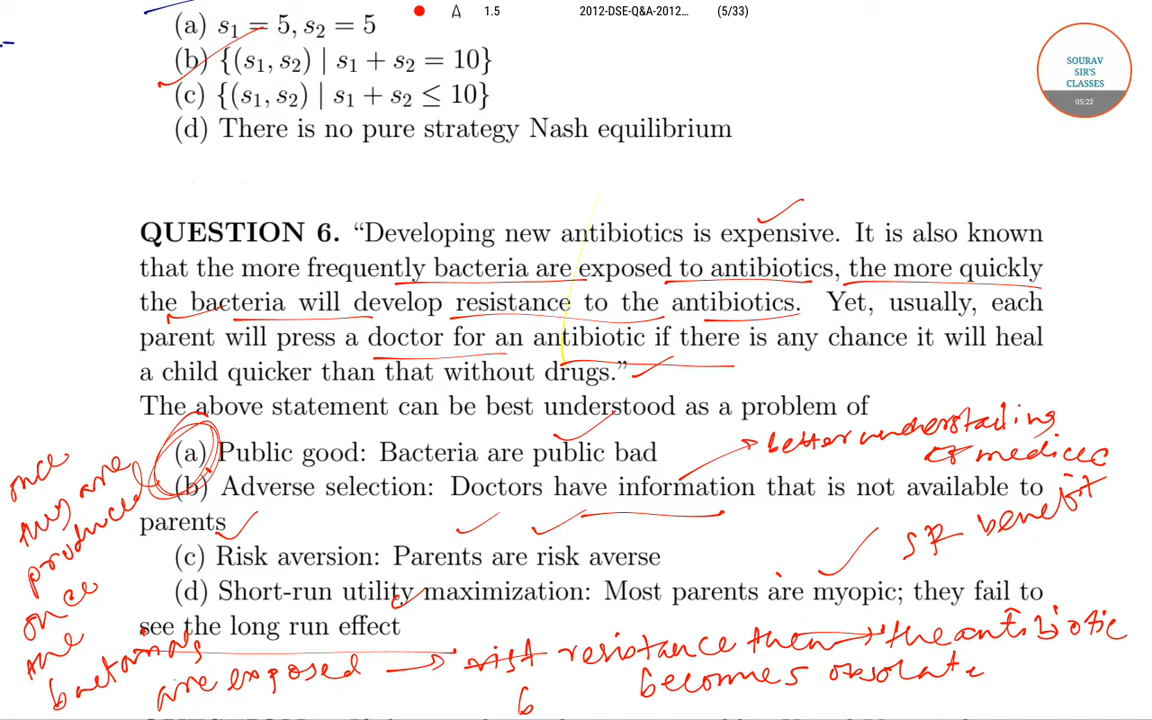 1.5 2012-DSE-Q&A-2012... (5/33)
(a) s₁ = 5, s₂ = 5
(b) {(s₁, s₂) | s₁ + s₂ = 10}
(c) {(s₁, s₂) | s₁ + s₂ ≤ 10}
(d) There is no pure strategy Nash equilibrium
SOURAV
SIR'S
CLASSES
05:22
QUESTION 6. “Developing new antibiotics is expensive. It is also known
that the more frequently bacteria are exposed to antibiotics, the more quickly
the bacteria will develop resistance to the antibiotics. Yet, usually, each
parent will press a doctor for an antibiotic if there is any chance it will heal
a child quicker than that without drugs.”
The above statement can be best understood as a problem of
(a) Public good: Bacteria are public bad
(b) Adverse selection: Doctors have information that is not available to
parents
(c) Risk aversion: Parents are risk averse
(d) Short-run utility maximization: Most parents are myopic; they fail to
see the long run effect
better understanding
of
SR benefit
once
are
produced
once
the
are exposed → resistance then → the antibiotic
becomes